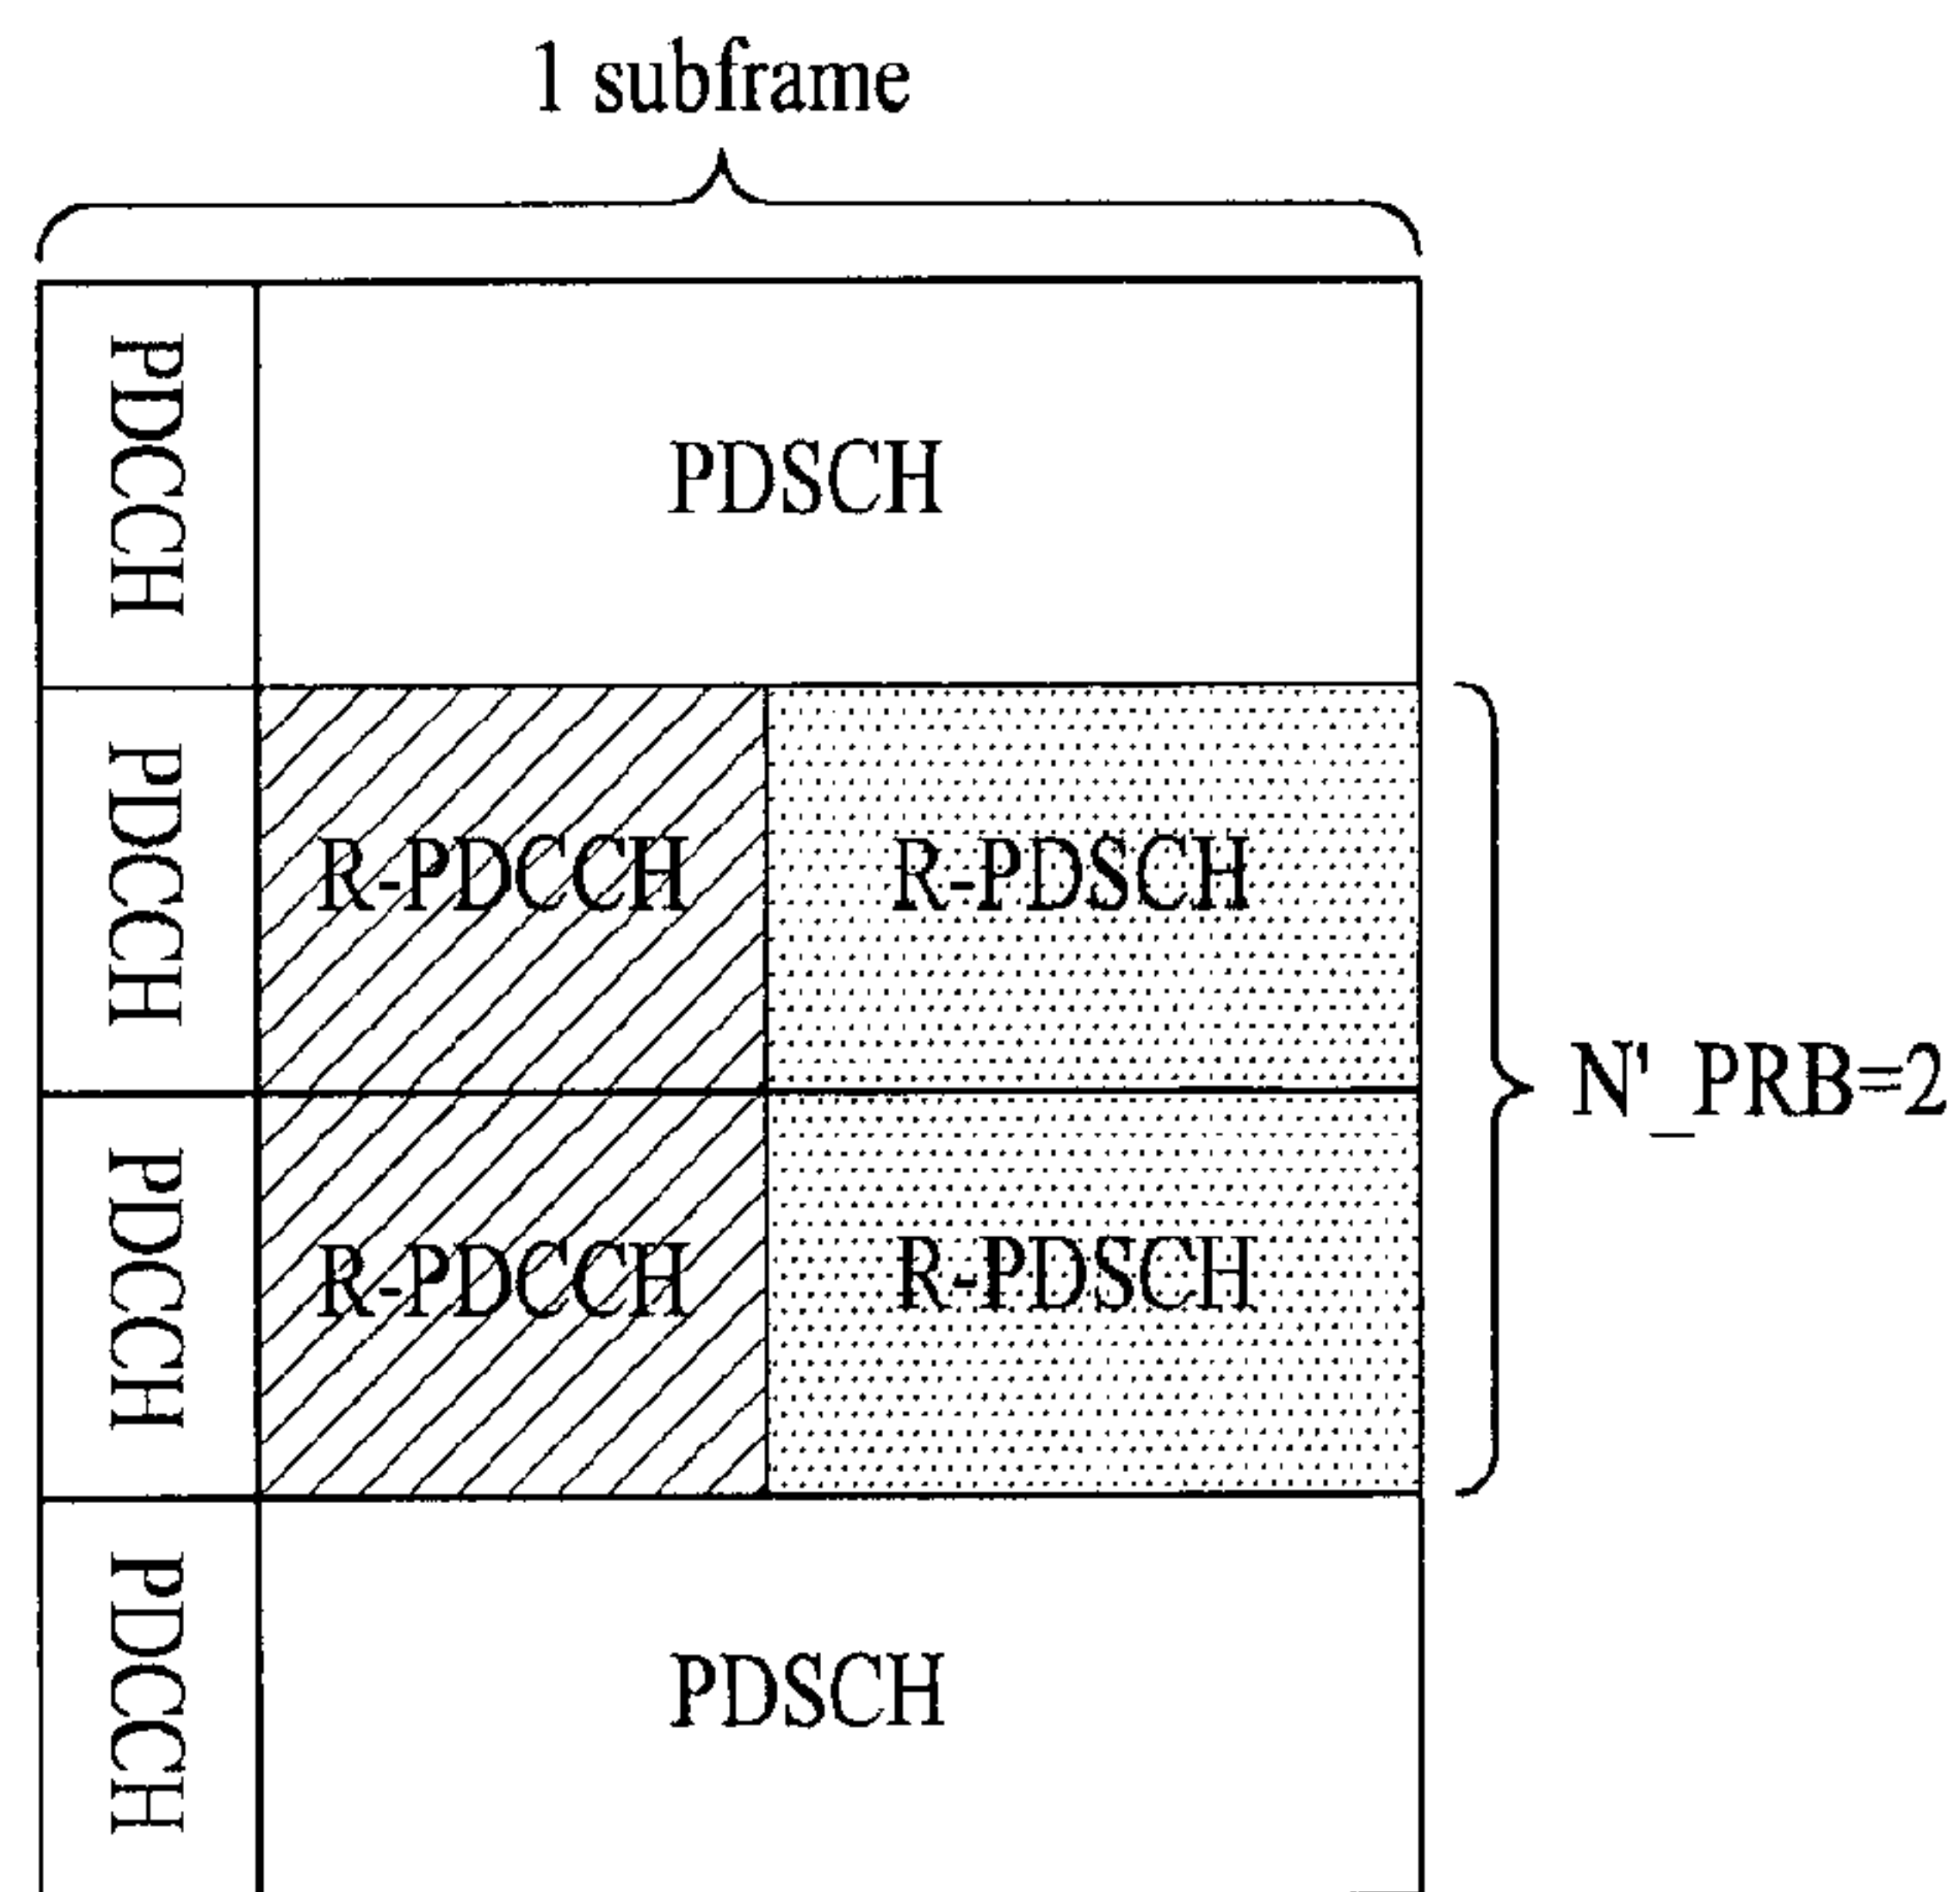 1 subframe
PDCCH
PDSCH
PDCCH
R-PDCCH
R-PDSCH
N'_PRB=2
PDCCH
R-PDCCH
R-PDSCH
PDCCH
PDSCH